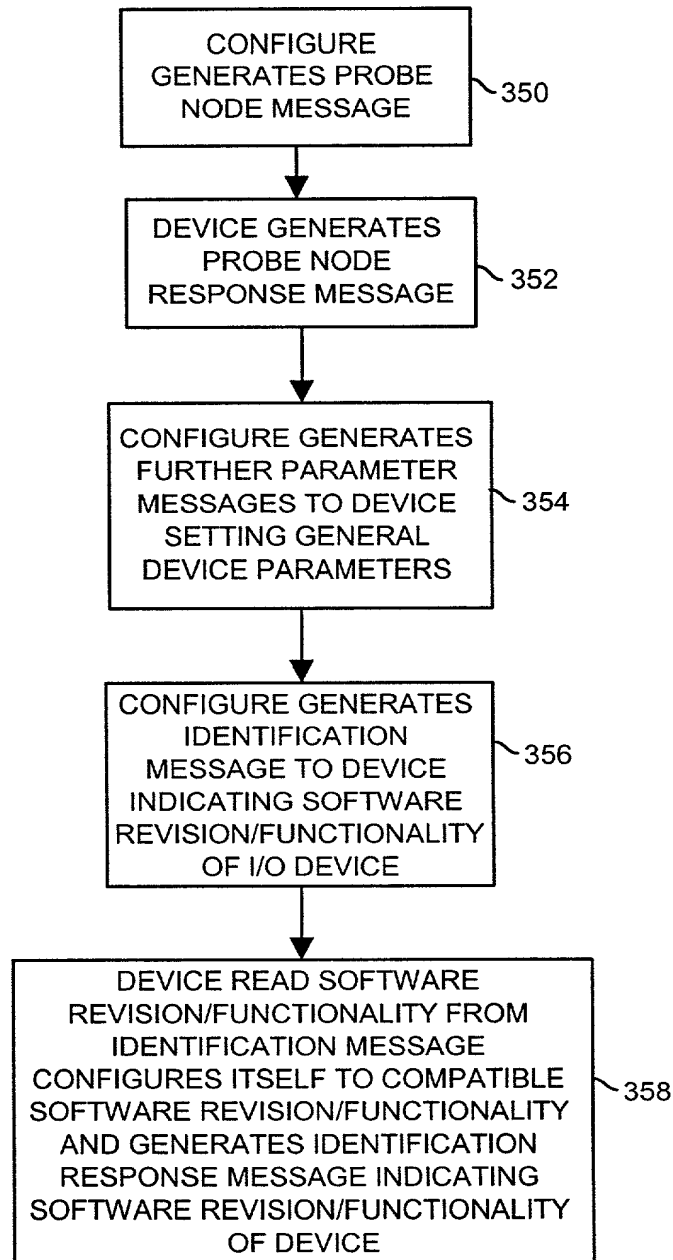 CONFIGURE
GENERATES PROBE
NODE MESSAGE
350
DEVICE GENERATES
PROBE NODE
RESPONSE MESSAGE
352
CONFIGURE GENERATES
FURTHER PARAMETER
MESSAGES TO DEVICE
SETTING GENERAL
DEVICE PARAMETERS
354
CONFIGURE GENERATES
IDENTIFICATION
MESSAGE TO DEVICE
INDICATING SOFTWARE
REVISION/FUNCTIONALITY
OF I/O DEVICE
356
DEVICE READ SOFTWARE
REVISION/FUNCTIONALITY FROM
IDENTIFICATION MESSAGE
CONFIGURES ITSELF TO COMPATIBLE
SOFTWARE REVISION/FUNCTIONALITY
AND GENERATES IDENTIFICATION
RESPONSE MESSAGE INDICATING
SOFTWARE REVISION/FUNCTIONALITY
OF DEVICE
358